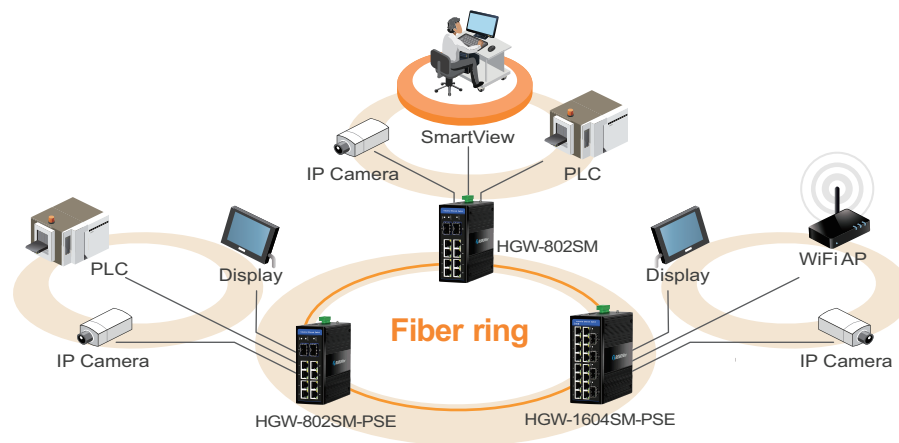 SmartView
IP Camera
PLC
HGW-802SM
PLC
Display
Display
WiFi AP
Fiber ring
IP Camera
IP Camera
HGW-802SM-PSE
HGW-1604SM-PSE